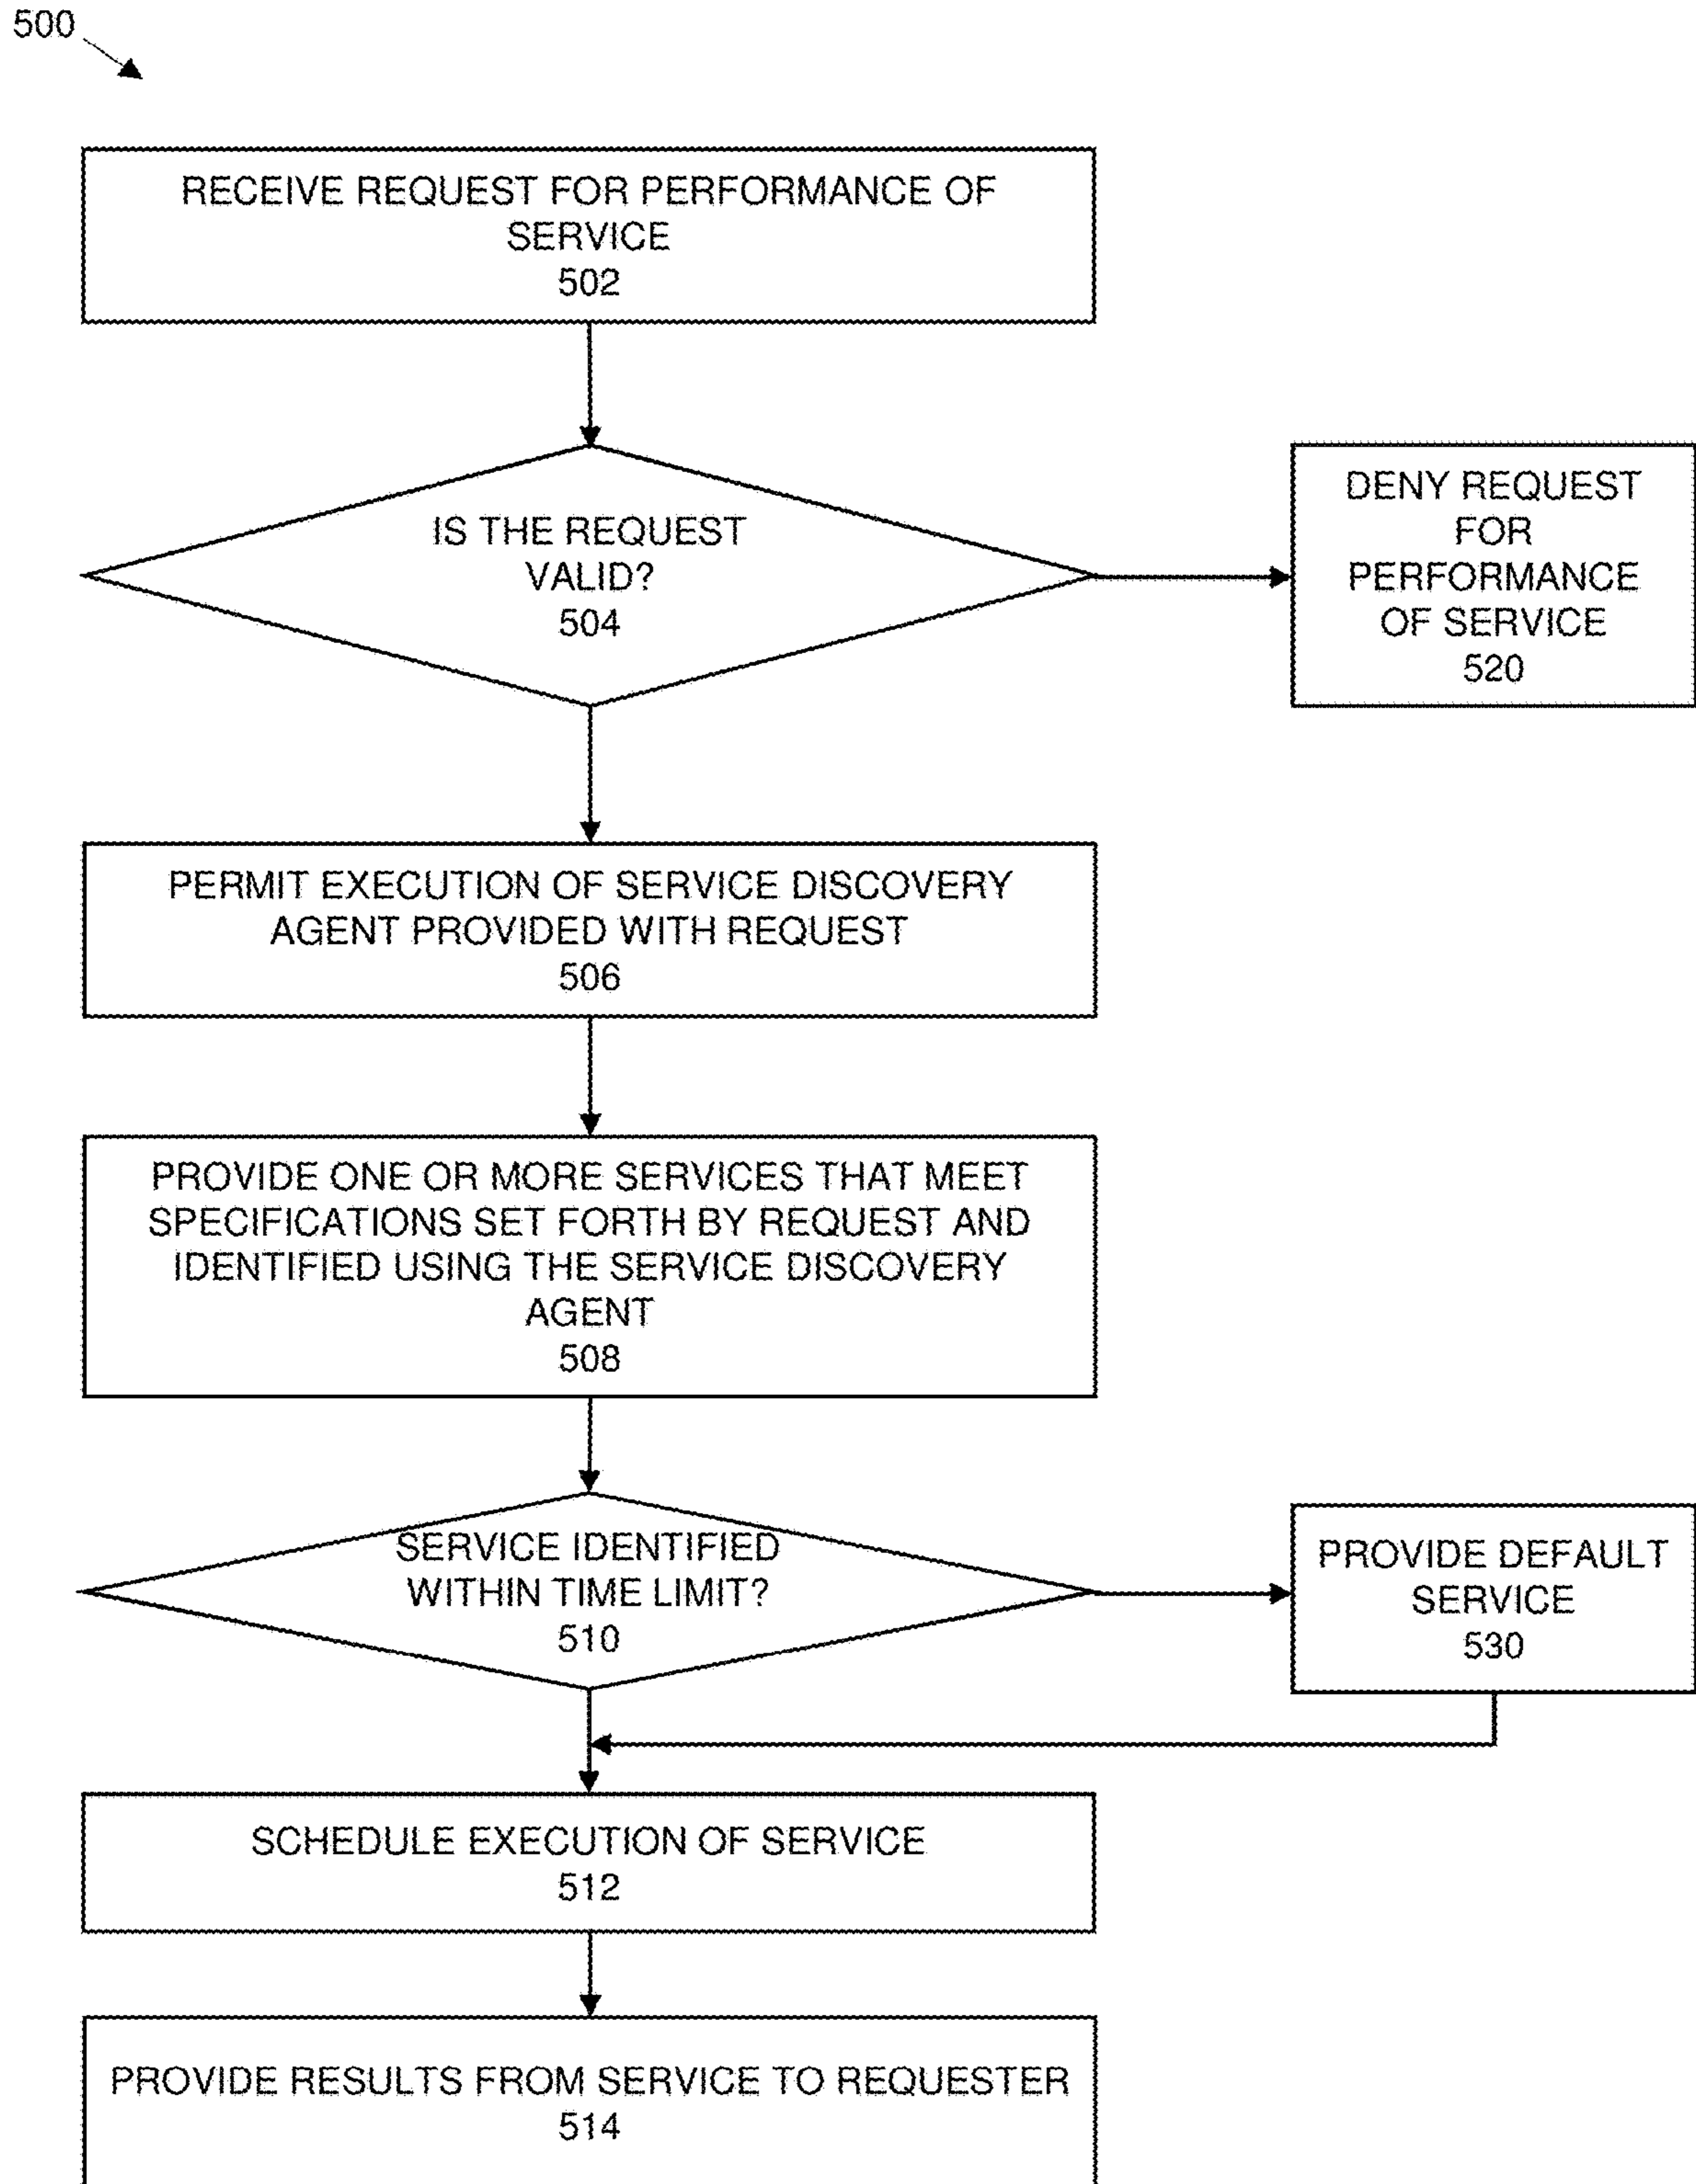 500
RECEIVE REQUEST FOR PERFORMANCE OF
SERVICE
502
IS THE REQUEST
VALID?
504
DENY REQUEST
FOR
PERFORMANCE
OF SERVICE
520
PERMIT EXECUTION OF SERVICE DISCOVERY
AGENT PROVIDED WITH REQUEST
506
PROVIDE ONE OR MORE SERVICES THAT MEET
SPECIFICATIONS SET FORTH BY REQUEST AND
IDENTIFIED USING THE SERVICE DISCOVERY
AGENT
508
SERVICE IDENTIFIED
WITHIN TIME LIMIT?
510
PROVIDE DEFAULT
SERVICE
530
SCHEDULE EXECUTION OF SERVICE
512
PROVIDE RESULTS FROM SERVICE TO REQUESTER
514